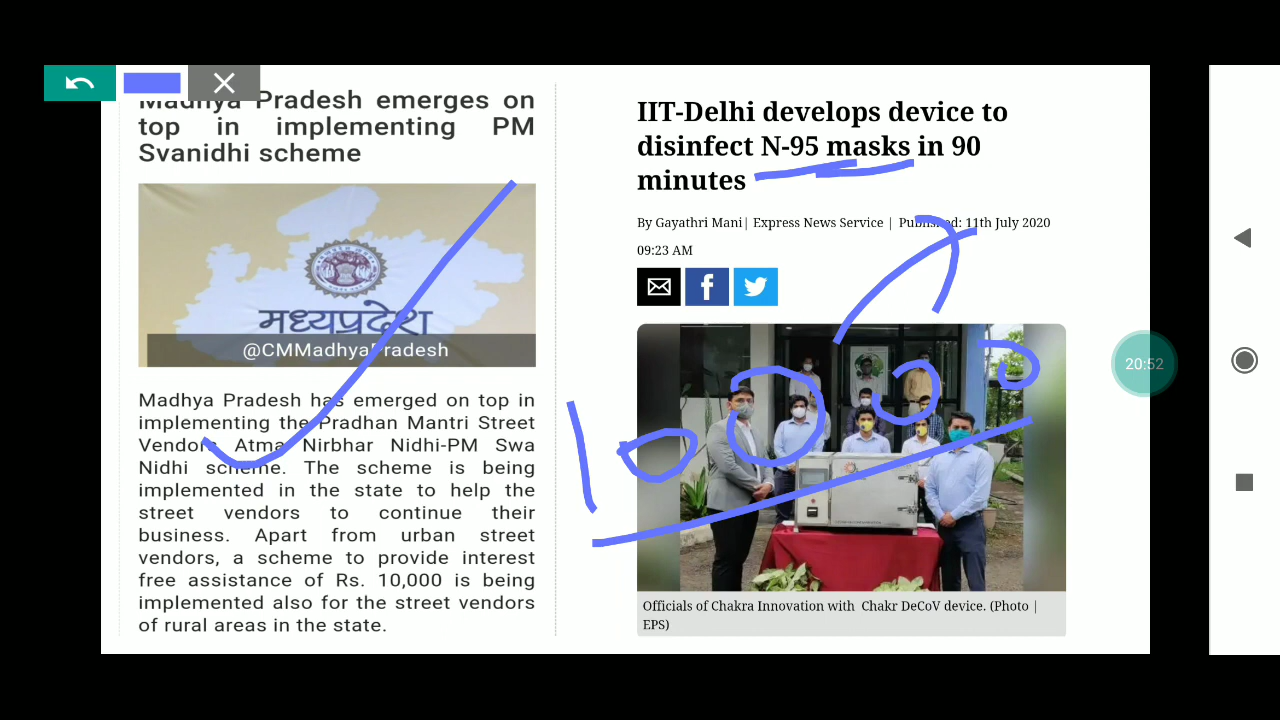 Madhya Pradesh emerges on
top in implementing PM
Svanidhi scheme
मध्यप्रदेश
@CMMadhyaPradesh
Madhya Pradesh has emerged on top in
implementing the Pradhan Mantri Street
Vendors Atma Nirbhar Nidhi-PM Swa
Nidhi scheme. The scheme is being
implemented in the state to help the
street vendors to continue their
business. Apart from urban street
vendors, a scheme to provide interest
free assistance of Rs. 10,000 is being
implemented also for the street vendors
of rural areas in the state.
IIT-Delhi develops device to
disinfect N-95 masks in 90
minutes
By Gayathri Mani| Express News Service | Published: 11th July 2020
09:23 AM
Officials of Chakra Innovation with Chakr DeCoV device. (Photo |
EPS)
10000
20:52